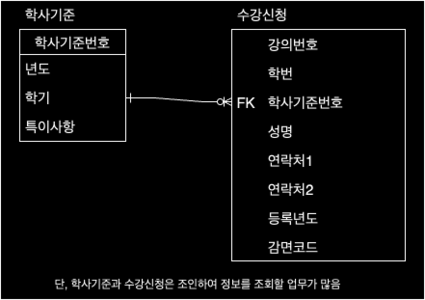 학사기준
학사기준번호
년도
학기
특이사항
수강신청
강의번호
학번
FK 학사기준번호
성명
연락처1
연락처2
등록년도
감면코드
단, 학사기준과 수강신청은 조인하여 정보를 조회할 업무가 많음